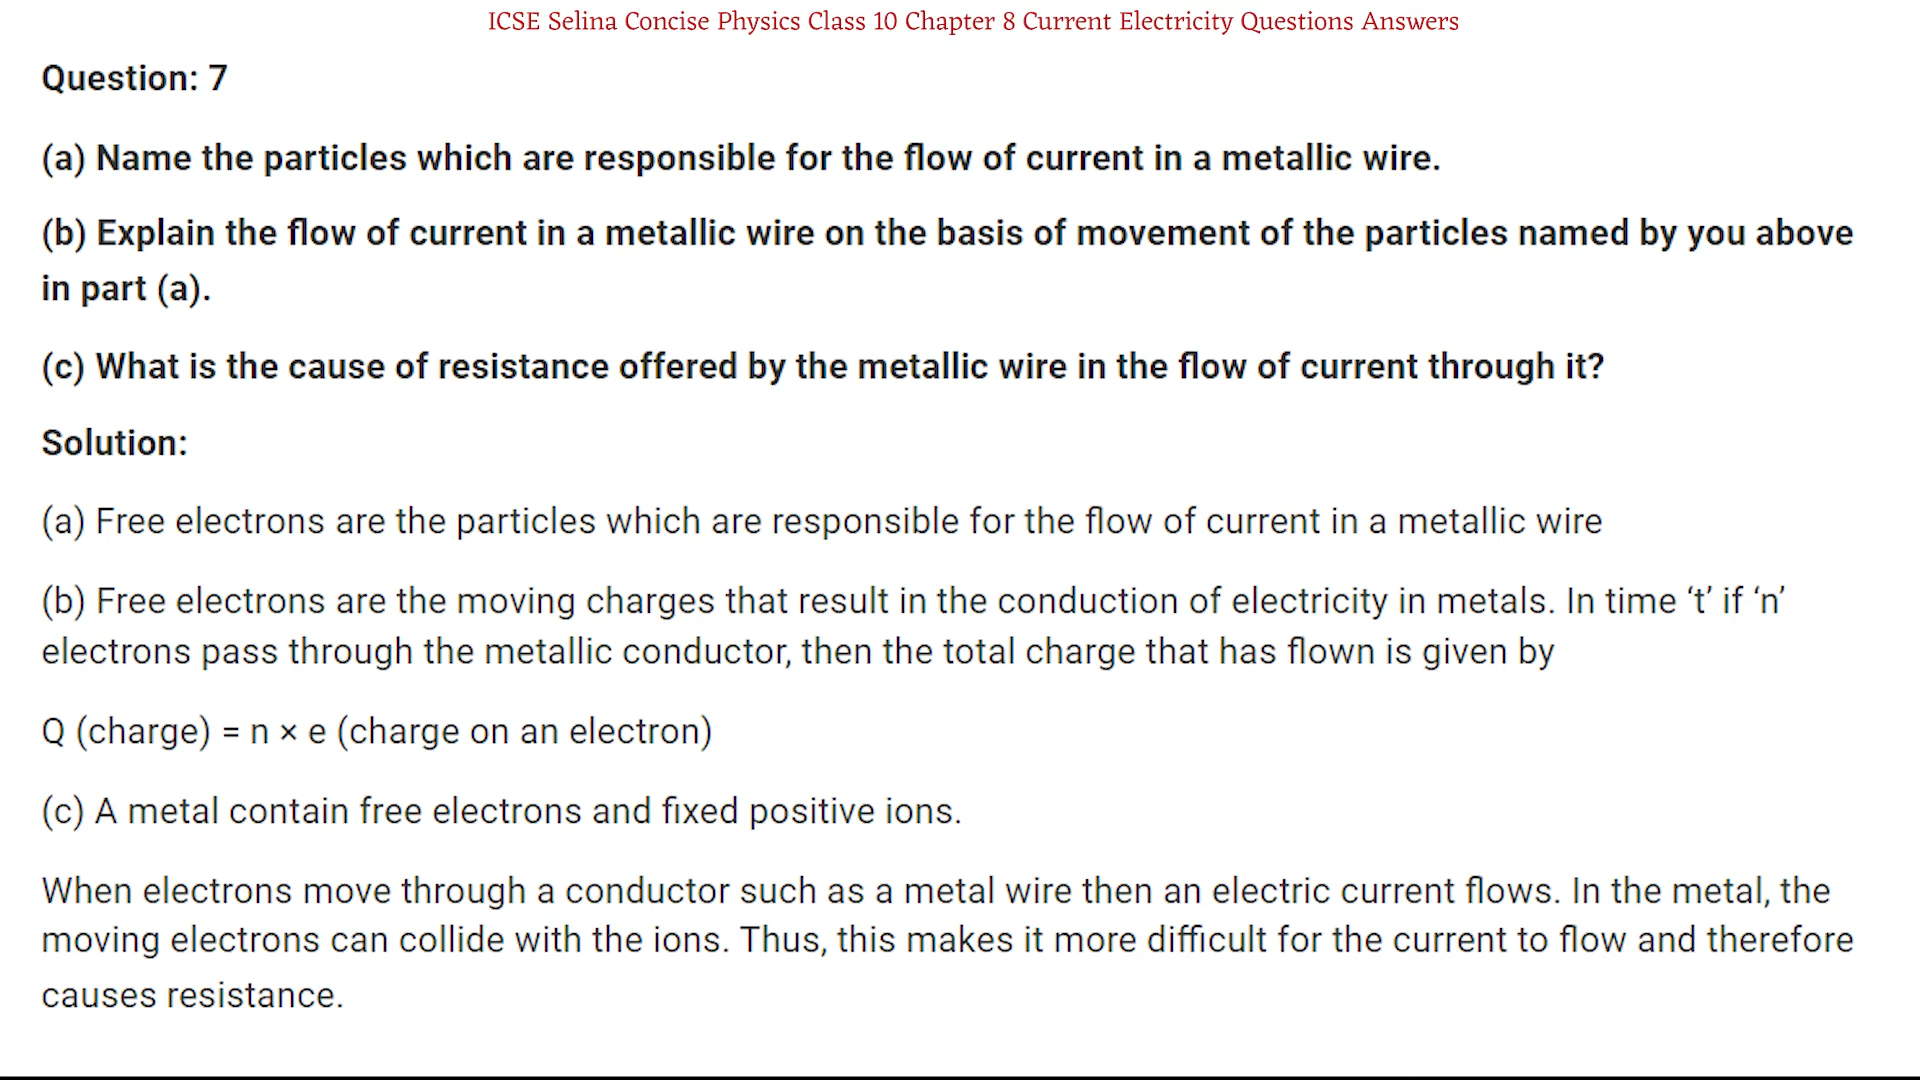 ICSE Selina Concise Physics Class 10 Chapter 8 Current Electricity Questions Answers
Question: 7
(a) Name the particles which are responsible for the flow of current in a metallic wire.
(b) Explain the flow of current in a metallic wire on the basis of movement of the particles named by you above
in part (a).
(c) What is the cause of resistance offered by the metallic wire in the flow of current through it?
Solution:
(a) Free electrons are the particles which are responsible for the flow of current in a metallic wire
(b) Free electrons are the moving charges that result in the conduction of electricity in metals. In time ‘t’ if ‘n’
electrons pass through the metallic conductor, then the total charge that has flown is given by
Q (charge) = n × e (charge on an electron)
(c) A metal contain free electrons and fixed positive ions.
When electrons move through a conductor such as a metal wire then an electric current flows. In the metal, the
moving electrons can collide with the ions. Thus, this makes it more difficult for the current to flow and therefore
causes resistance.